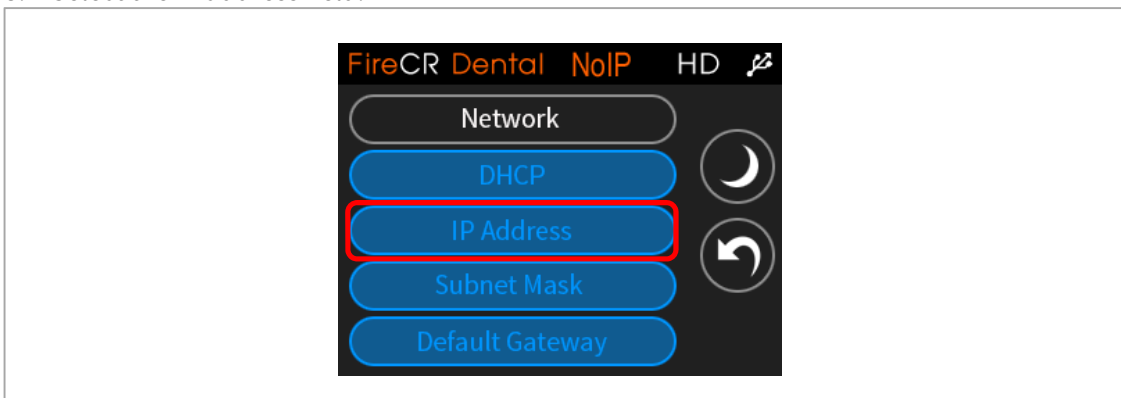 FireCR Dental NoIP HD
Network
DHCP
IP Address
Subnet Mask
Default Gateway